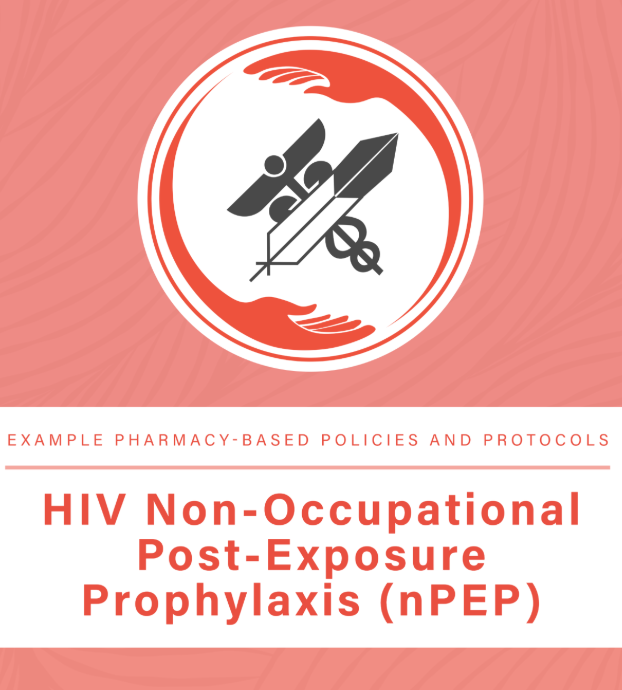 EXAMPLE PHARMACY-BASED POLICIES AND PROTOCOLS
HIV Non-Occupational
Post-Exposure
Prophylaxis (nPEP)